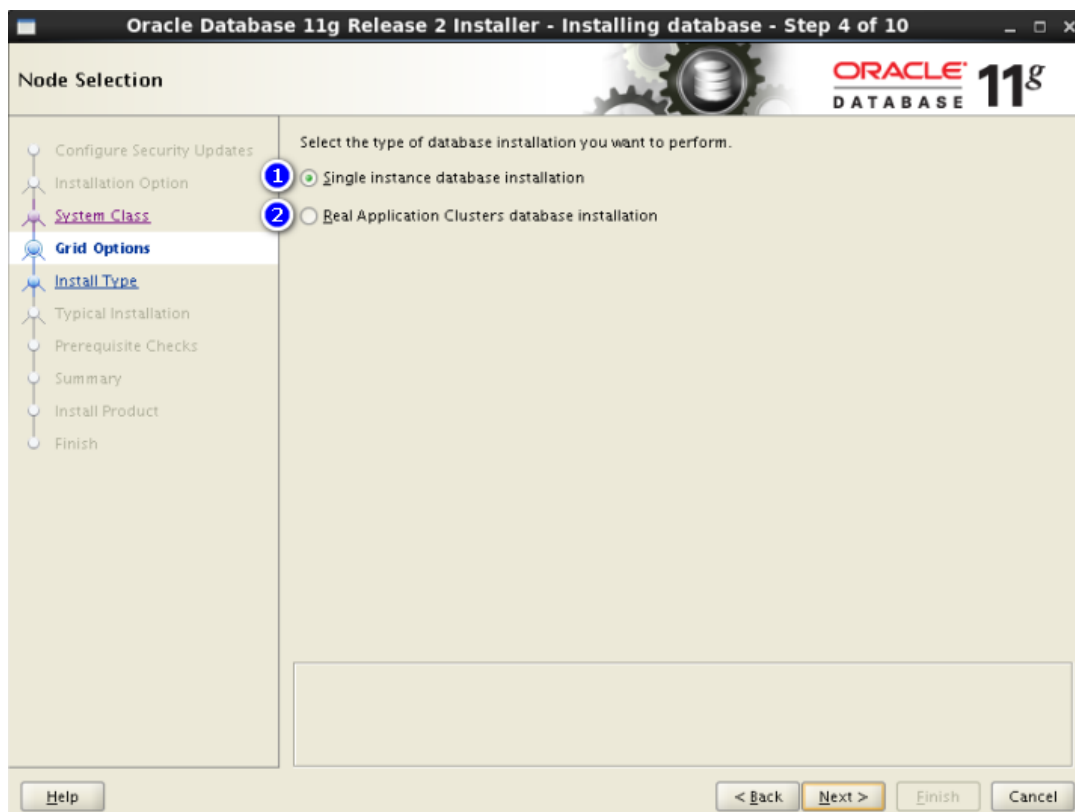 Oracle Database 11g Release 2 Installer - Installing database - Step 4 of 10
Node Selection
ORACLE 11g
DATABASE
Configure Security Updates
Installation Option
System Class
Grid Options
Install Type
Typical Installation
Prerequisite Checks
Summary
Install Product
Finish
Select the type of database installation you want to perform.
1 Single instance database installation
2 Real Application Clusters database installation
Help
< Back
Next >
Finish
Cancel